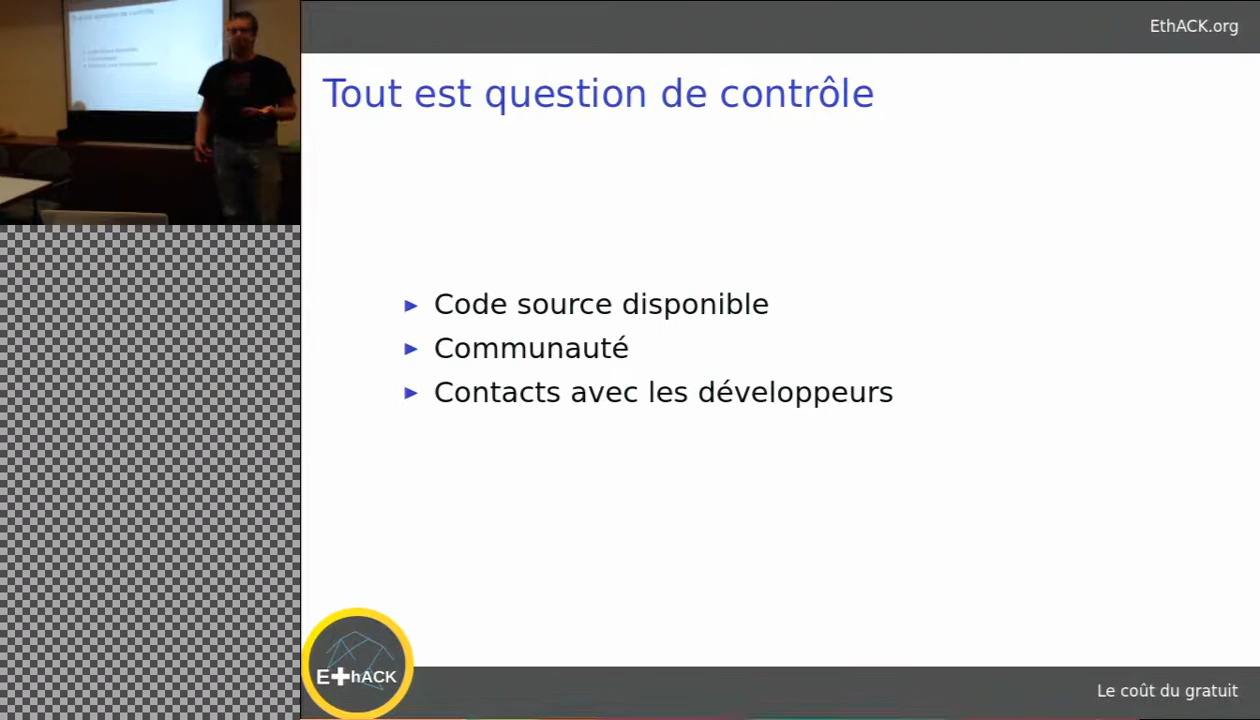 EthACK.org
Tout est question de contrôle
Code source disponible
Communauté
Contacts avec les développeurs
E+hACK
Le coût du gratuit